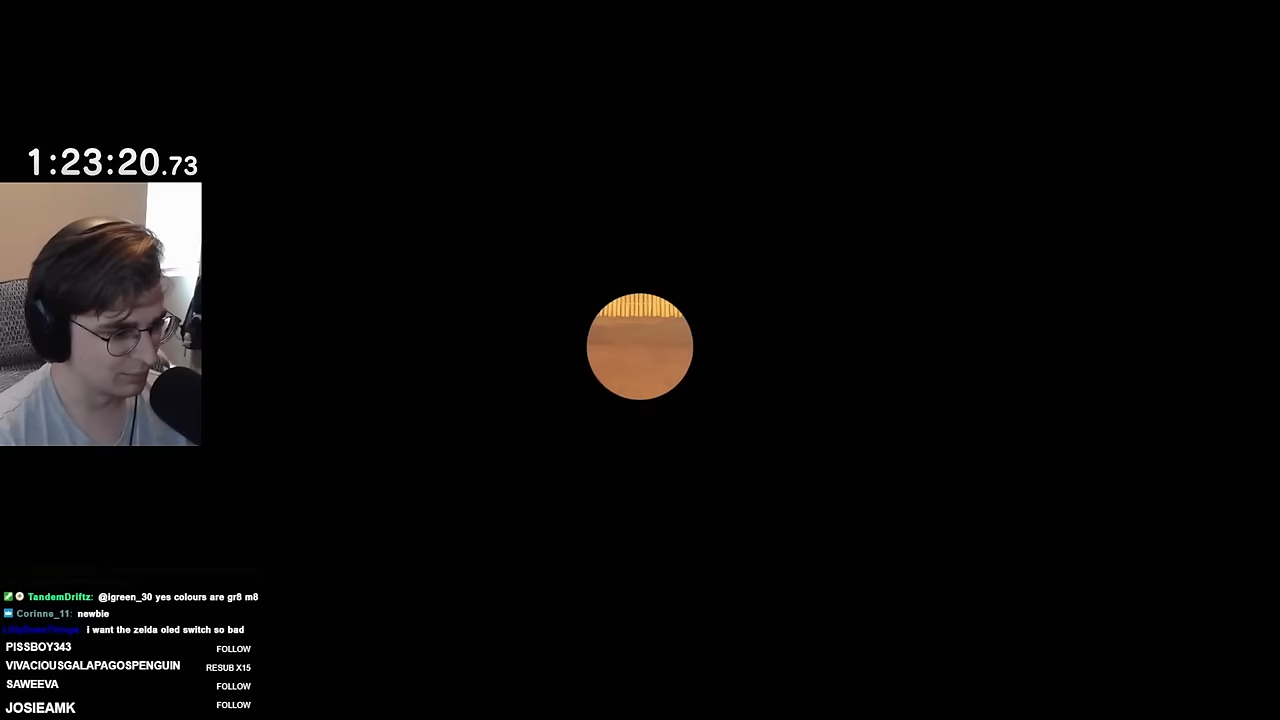 1:23:20.73
TandemDriftz: @lgreen_30 yes colours are gr8 m8
Corinne_11: newbie
i want the zelda oled switch so bad
PISSBOY343 FOLLOW
VIVACIOUSGALAPAGOSPENGUIN RESUB X15
SAWEEVA FOLLOW
JOSIEAMK FOLLOW